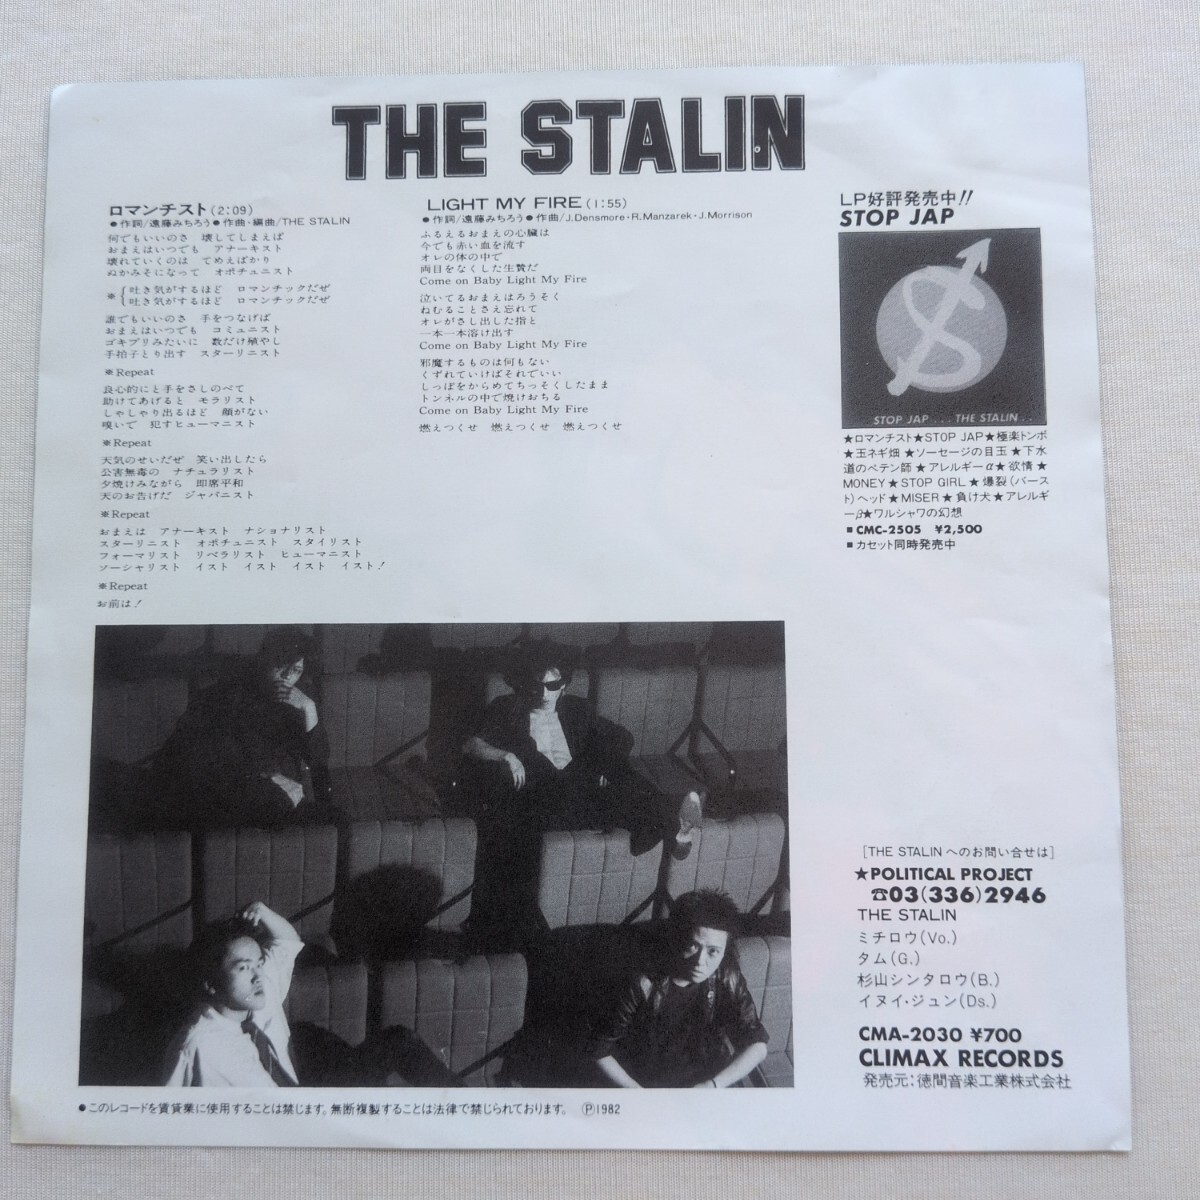 THE STALIN
ロマンチスト(2:09)
●作詞/遠藤みちろう●作曲・編曲/THE STALIN
何でもいいのさ 壊してしまえば
おまえはいつでも アナーキスト
壊れていくのは てめえばかり
ぬかみそになって オポチュニスト
※{吐き気がするほど ロマンチックだぜ
吐き気がするほど ロマンチックだぜ
誰でもいいのさ 手をつなげば
おまえはいつでも コミュニスト
ゴキブリみたいに 数だけ殖やし
手拍子とり出す スターリニスト
※Repeat
良心的にと手をさしのべて
助けてあげると モラリスト
しゃしゃり出るほど 顔がない
嗅いで 犯すヒューマニスト
※Repeat
天気のせいだぜ 笑い出したら
公害無毒の ナチュラリスト
夕焼けみながら 即席平和
天のお告げだ ジャパニスト
※Repeat
おまえは アナーキスト ナショナリスト
スターリニスト オポチュニスト スタイリスト
フォーマリスト リベラリスト ヒューマニスト
ソーシャリスト イスト イスト イスト イスト!
※Repeat
お前は!
LIGHT MY FIRE(1:55)
●作詞/遠藤みちろう●作曲/J.Densmore・R.Manzarek・J.Morrison
ふるえるおまえの心臓は
今でも赤い血を流す
オレの体の中で
両目をなくした生贄だ
Come on Baby Light My Fire
泣いてるおまえはろうそく
ねむることさえ忘れて
オレがさし出した指と
一本一本溶け出す
Come on Baby Light My Fire
邪魔するものは何もない
くずれていけばそれでいい
しっぽをからめてちっそくしたまま
トンネルの中で焼けおちる
Come on Baby Light My Fire
燃えつくせ 燃えつくせ 燃えつくせ
LP好評発売中!!
STOP JAP
STOP JAP...THE STALIN..
★ロマンチスト★STOP JAP★極楽トンボ
★玉ネギ畑★ソーセージの目玉★下水
道のペテン師★アレルギーα★欲情★
MONEY★STOP GIRL★爆裂(バース
ト)ヘッド★MISER★負け犬★アレルギ
ーβ★ワルシャワの幻想
■CMC-2505 ¥2,500
■カセット同時発売中
[THE STALINへのお問い合せは]
★POLITICAL PROJECT
☎03(336)2946
THE STALIN
ミチロウ(Vo.)
タム(G.)
杉山シンタロウ(B.)
イヌイ・ジュン(Ds.)
CMA-2030 ¥700
CLIMAX RECORDS
発売元:徳間音楽工業株式会社
●このレコードを賃貸業に使用することは禁じます。無断複製することは法律で禁じられております。 Ⓟ1982